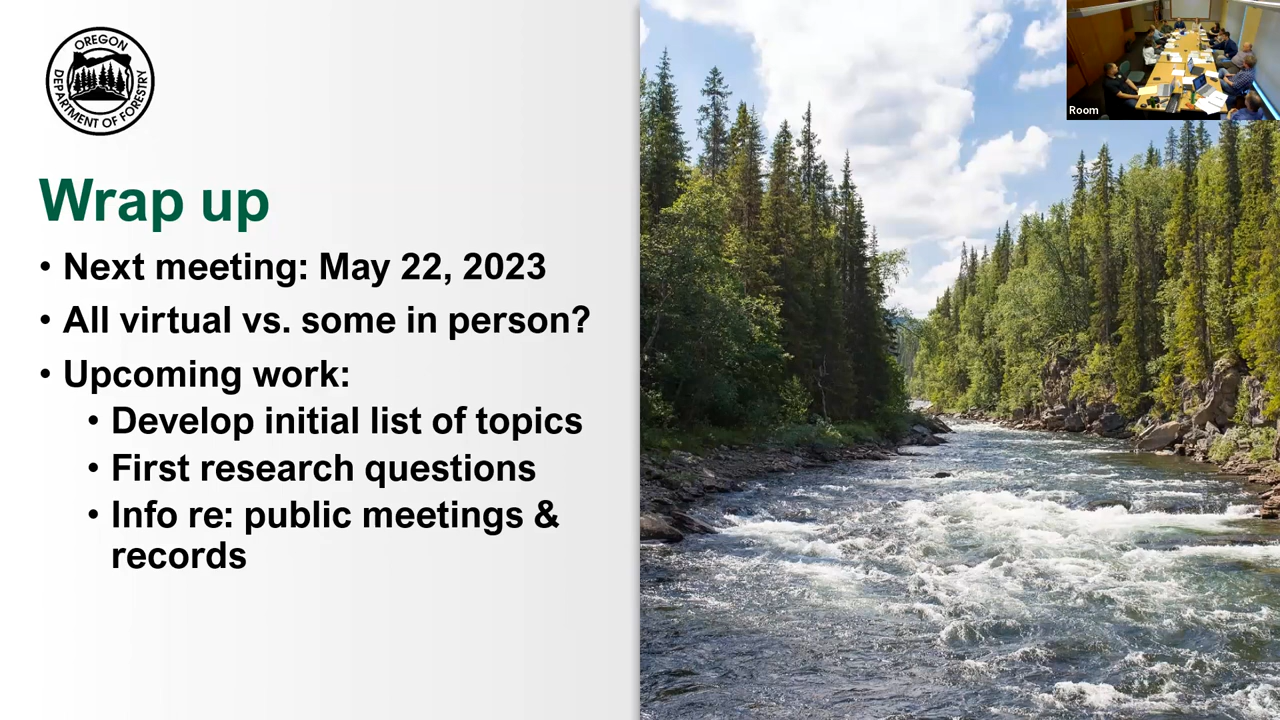 OREGON
DEPARTMENT OF FORESTRY
Room
Wrap up
• Next meeting: May 22, 2023
• All virtual vs. some in person?
• Upcoming work:
• Develop initial list of topics
• First research questions
• Info re: public meetings &
records